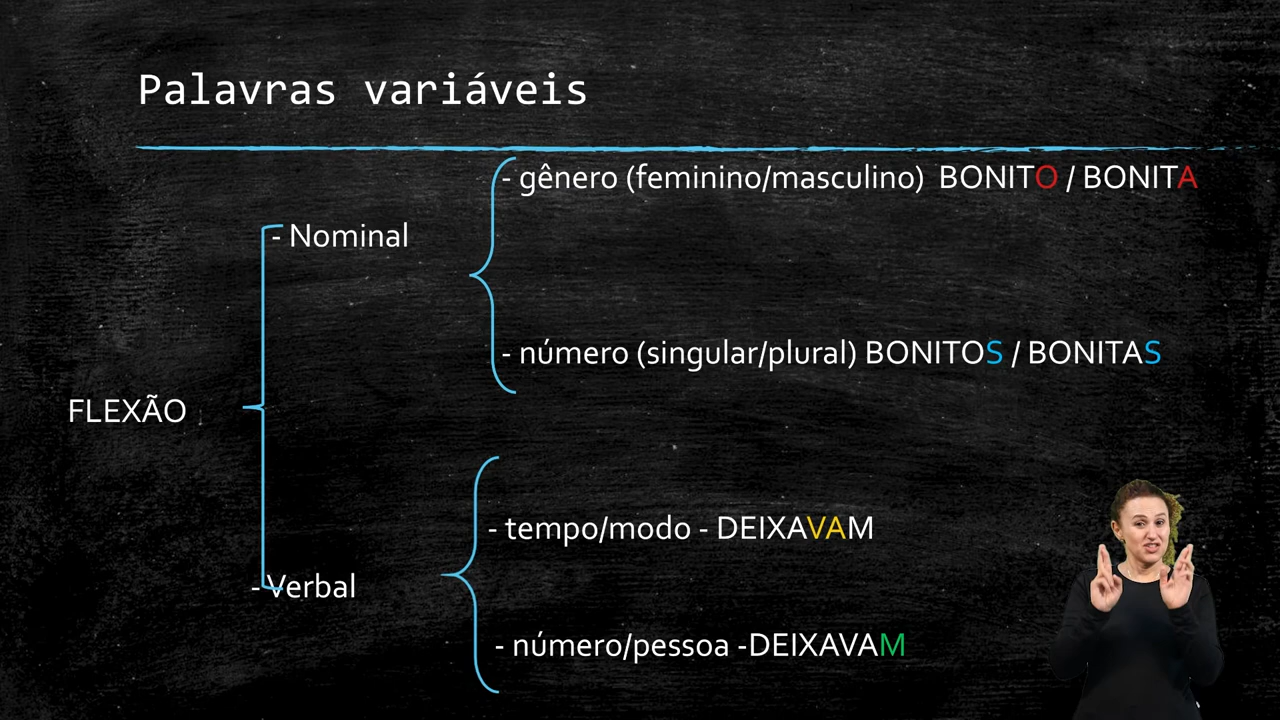 Palavras variáveis
- gênero (feminino/masculino) BONITO / BONITA
- Nominal
- número (singular/plural) BONITOS / BONITAS
FLEXÃO
- tempo/modo - DEIXAVAM
- Verbal
- número/pessoa -DEIXAVAM